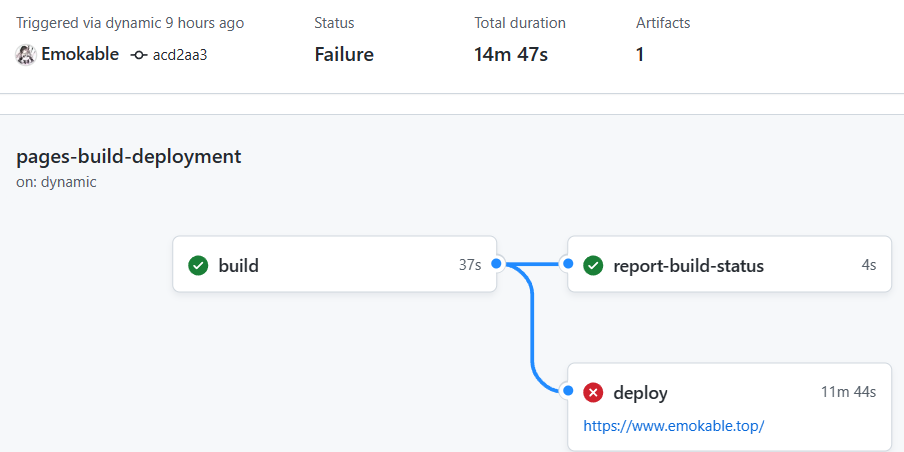 Triggered via dynamic 9 hours ago
Emokable acd2aa3
Status
Failure
Total duration
14m 47s
Artifacts
1
pages-build-deployment
on: dynamic
build 37s
report-build-status 4s
deploy 11m 44s
https://www.emokable.top/